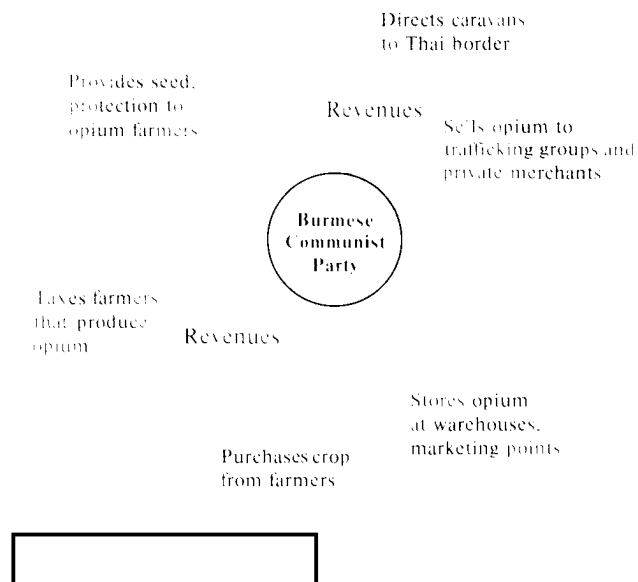 Directs caravans
to Thai border
Provides seed,
protection to
opium farmers
Revenues
Sells opium to
trafficking groups and
private merchants
Burmese
Communist
Party
Taxes farmers
that produce
opium
Revenues
Stores opium
at warehouses,
marketing points
Purchases crop
from farmers